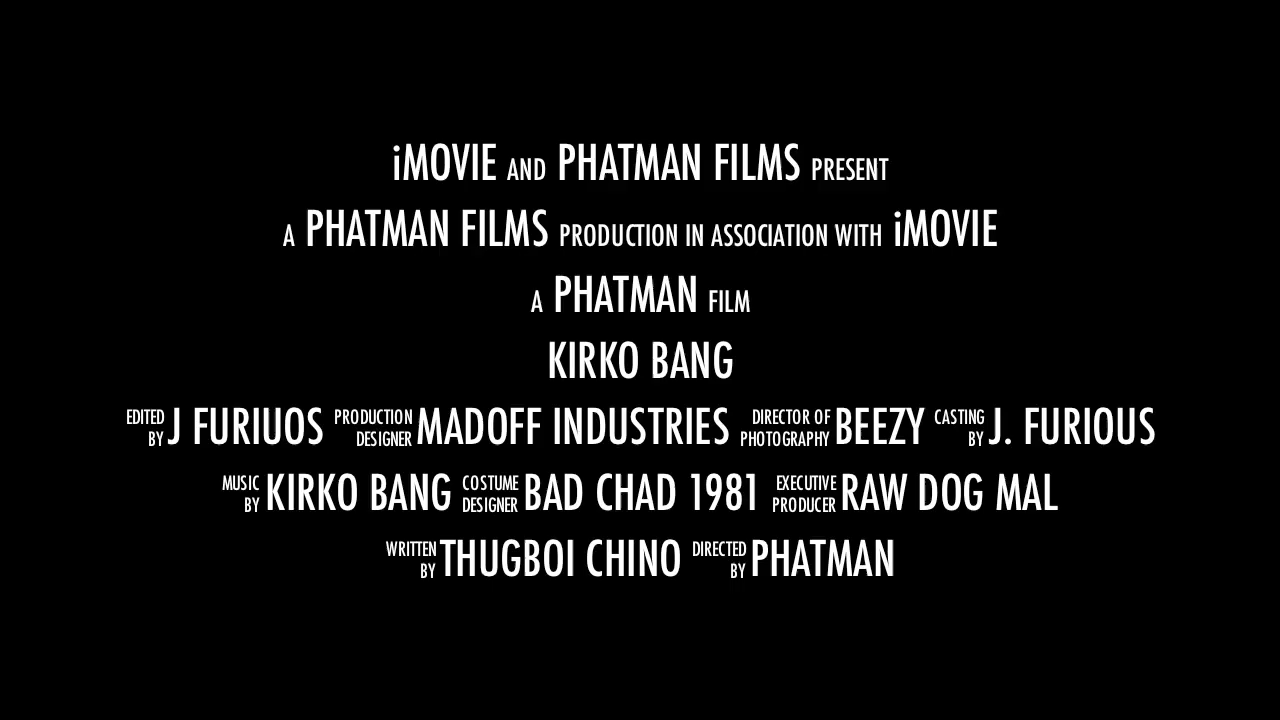 iMOVIE AND PHATMAN FILMS PRESENT
A PHATMAN FILMS PRODUCTION IN ASSOCIATION WITH iMOVIE
A PHATMAN FILM
KIRKO BANG
EDITED BY J FURIUOS PRODUCTION DESIGNER MADOFF INDUSTRIES DIRECTOR OF PHOTOGRAPHY BEEZY CASTING BY J. FURIOUS
MUSIC BY KIRKO BANG COSTUME DESIGNER BAD CHAD 1981 EXECUTIVE PRODUCER RAW DOG MAL
WRITTEN BY THUGBOI CHINO DIRECTED BY PHATMAN